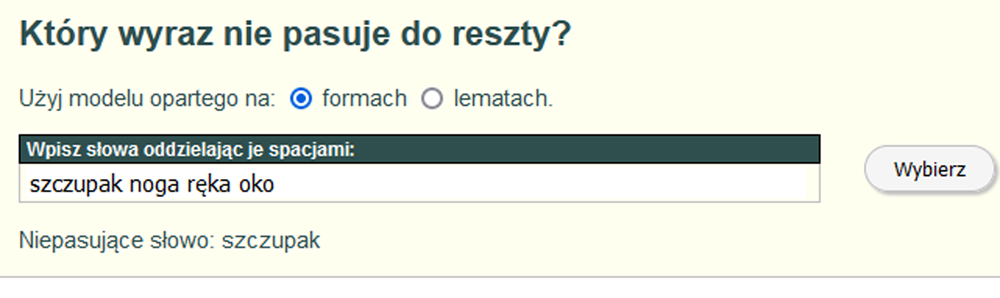 Który wyraz nie pasuje do reszty?
Użyj modelu opartego na: formach lematach.
Wpisz słowa oddzielając je spacjami:
szczupak noga ręka oko
Wybierz
Niepasujące słowo: szczupak